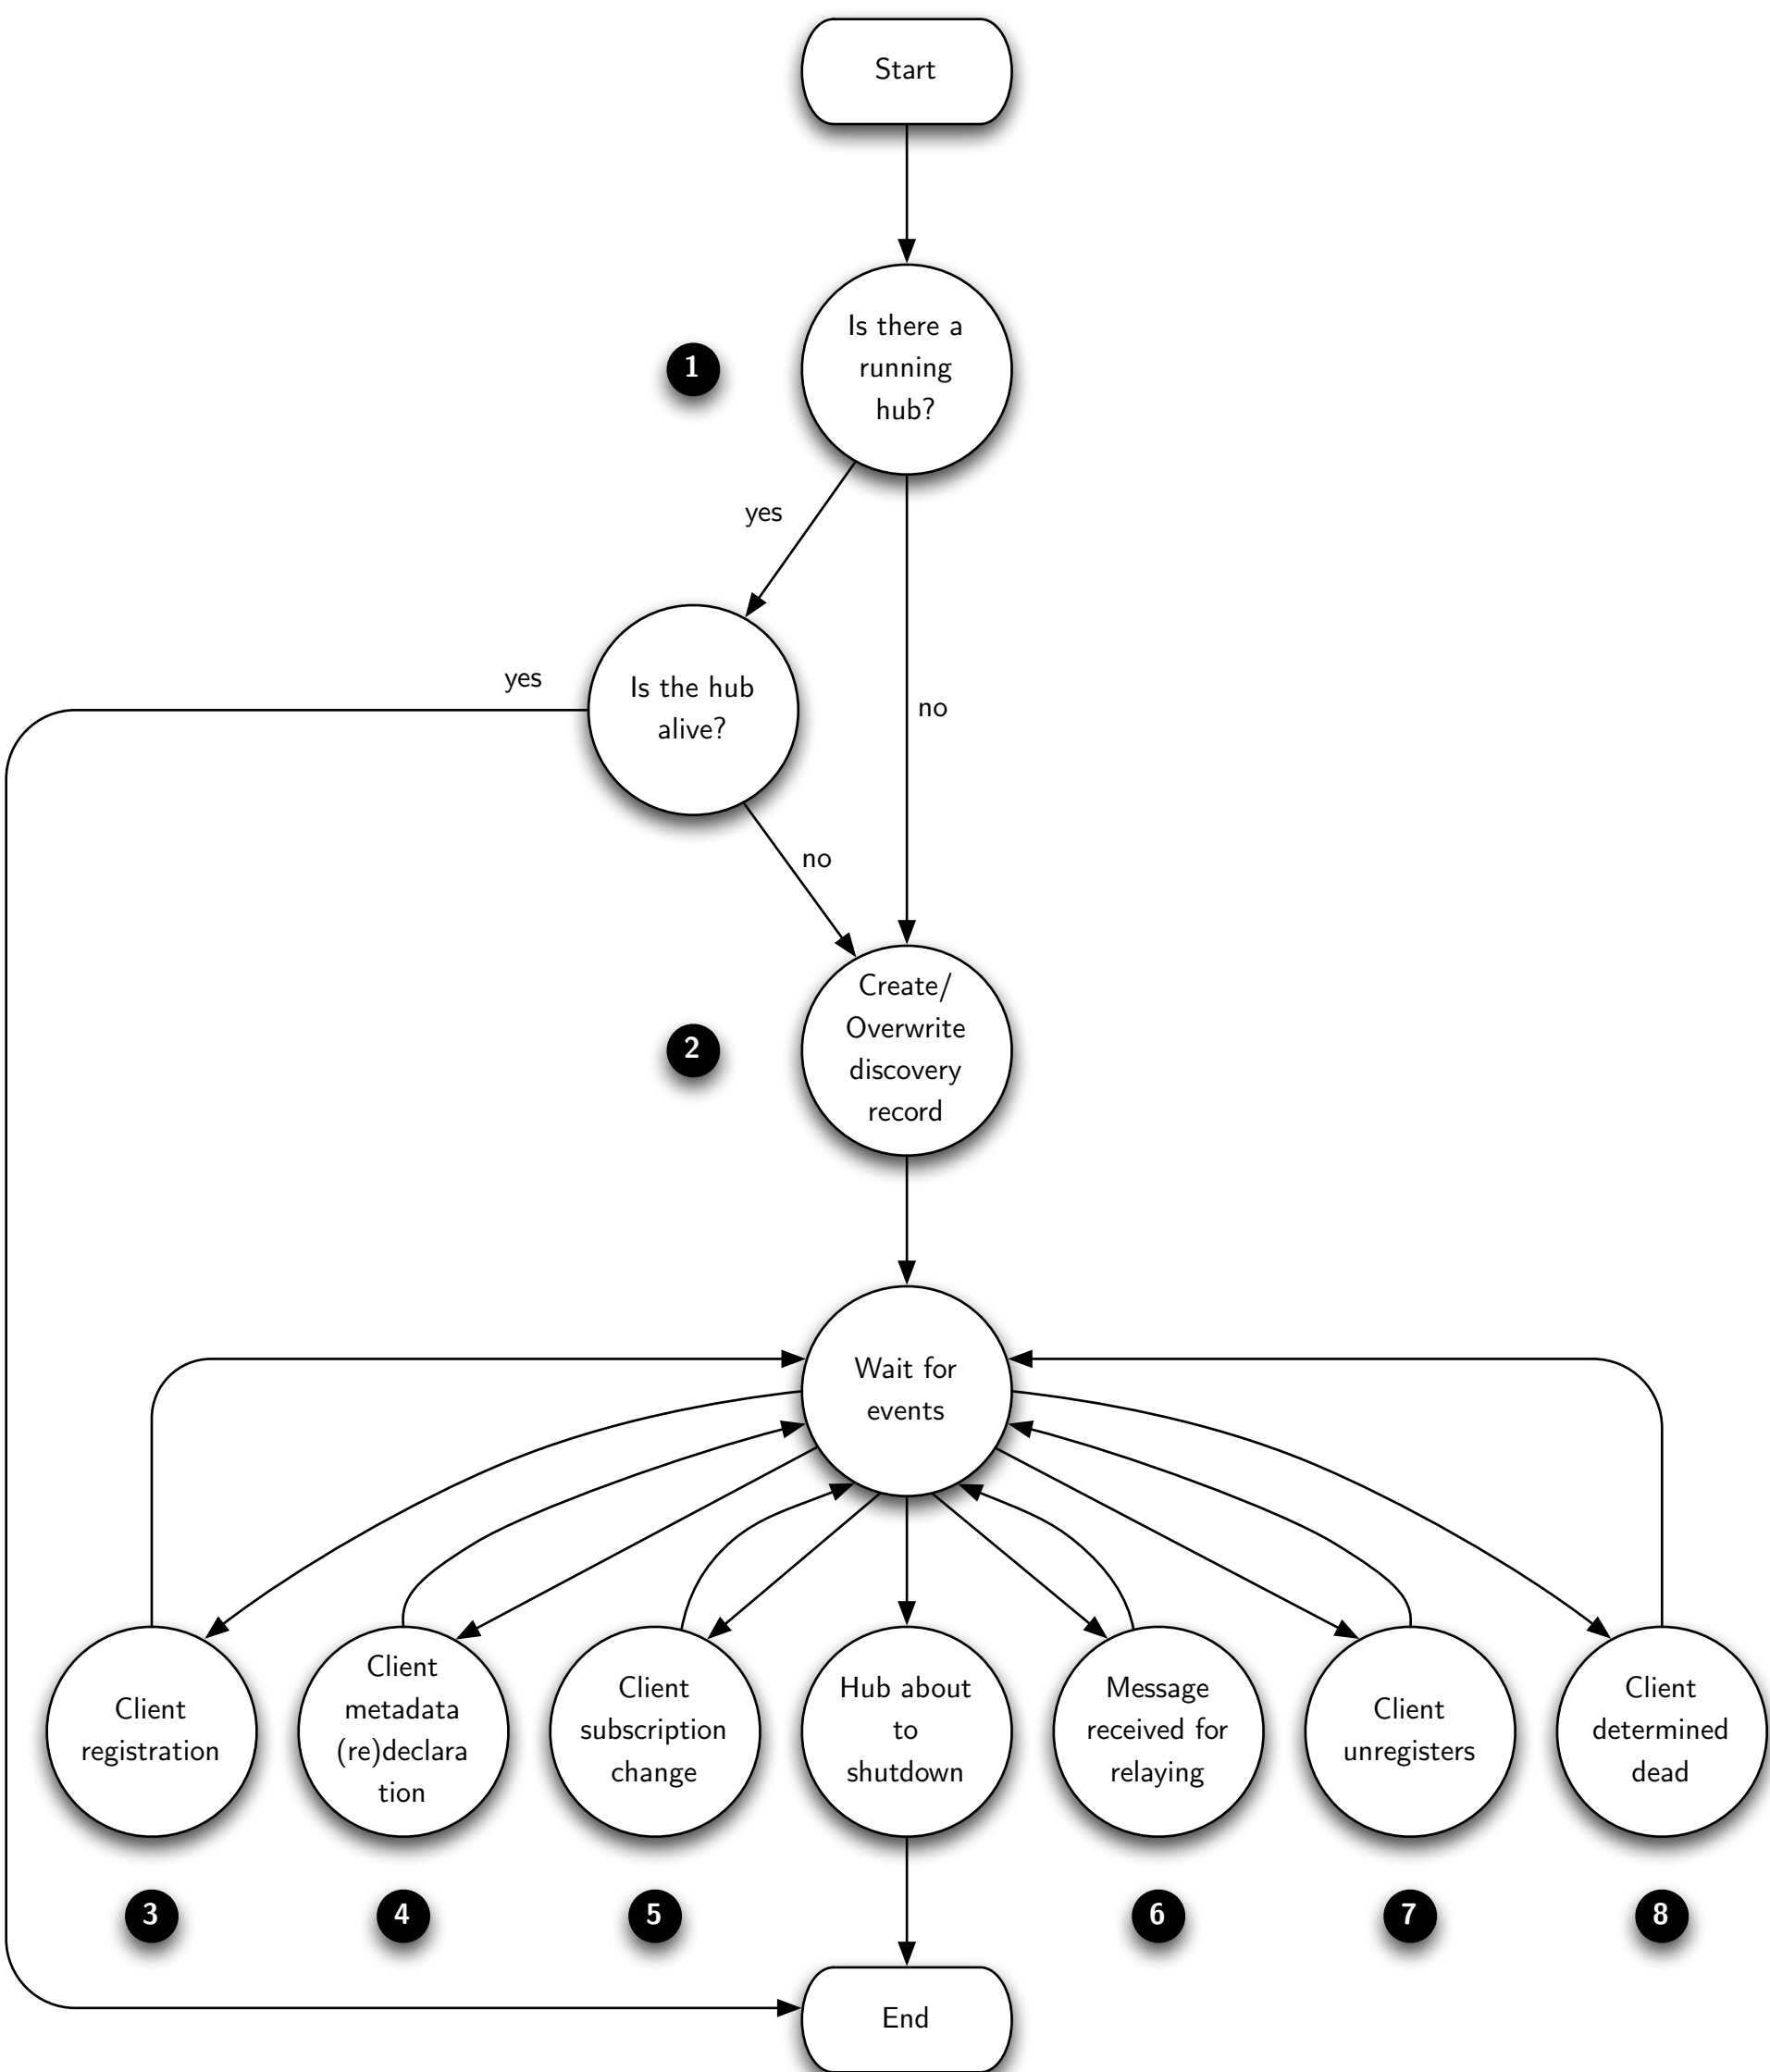 Start
Is there a
running
hub?
1
yes
Is the hub
alive?
yes
no
no
Create/
Overwrite
discovery
record
2
Wait for
events
Client
registration
Client
metadata
(re)declara
tion
Client
subscription
change
Hub about
to
shutdown
Message
received for
relaying
Client
unregisters
Client
determined
dead
3
4
5
6
7
8
End